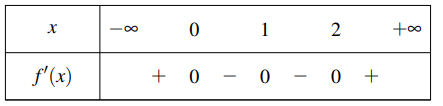 x −∞ 0 1 2 +∞
f′(x) + 0 − 0 − 0 +